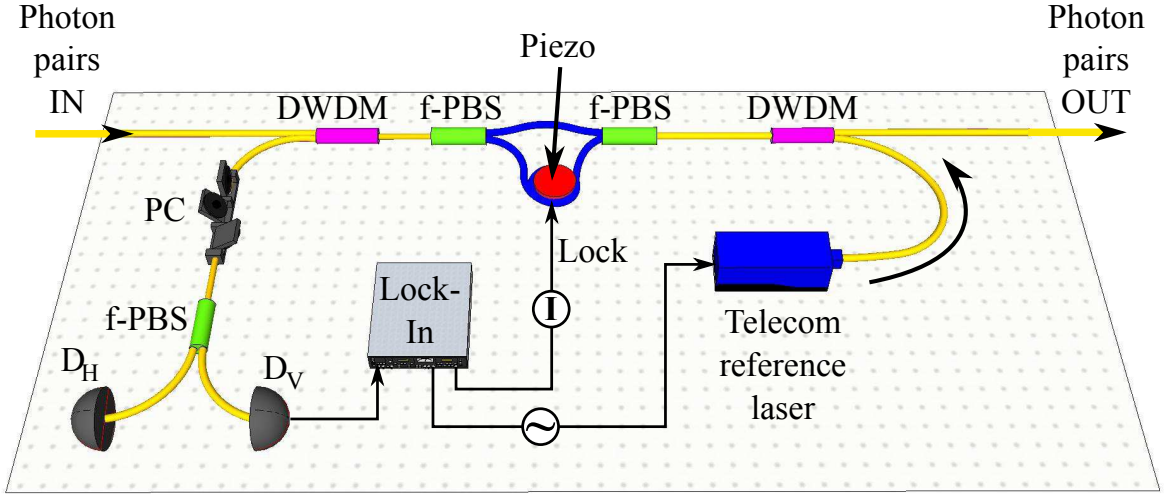 Photon
pairs
IN
Piezo
Photon
pairs
OUT
DWDM
f-PBS
f-PBS
DWDM
PC
Lock
Lock-
In
I
f-PBS
Telecom
reference
laser
D_H
D_V
~